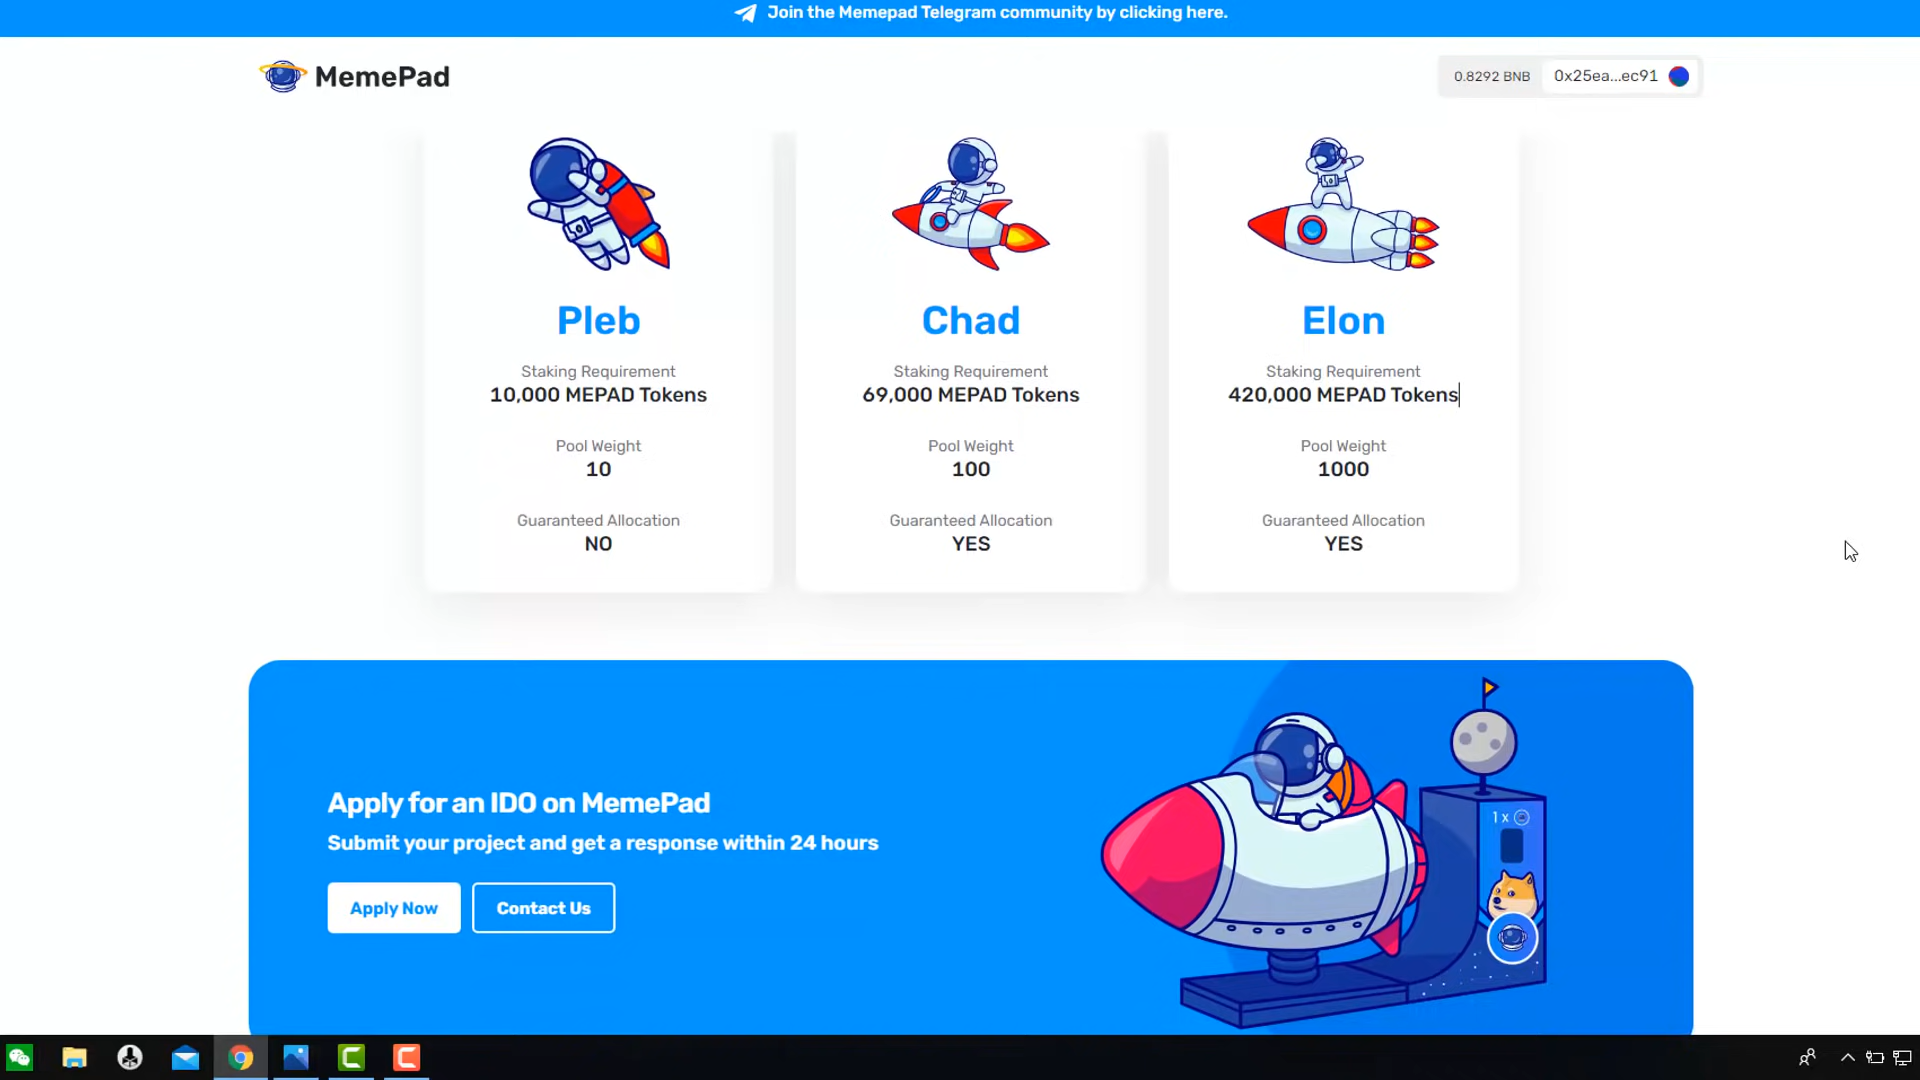 Join the Memepad Telegram community by clicking here.
MemePad
0.8292 BNB
0x25ea...ec91
Pleb
Staking Requirement
10,000 MEPAD Tokens
Pool Weight
10
Guaranteed Allocation
NO
Chad
Staking Requirement
69,000 MEPAD Tokens
Pool Weight
100
Guaranteed Allocation
YES
Elon
Staking Requirement
420,000 MEPAD Tokens
Pool Weight
1000
Guaranteed Allocation
YES
Apply for an IDO on MemePad
Submit your project and get a response within 24 hours
Apply Now
Contact Us
1 x